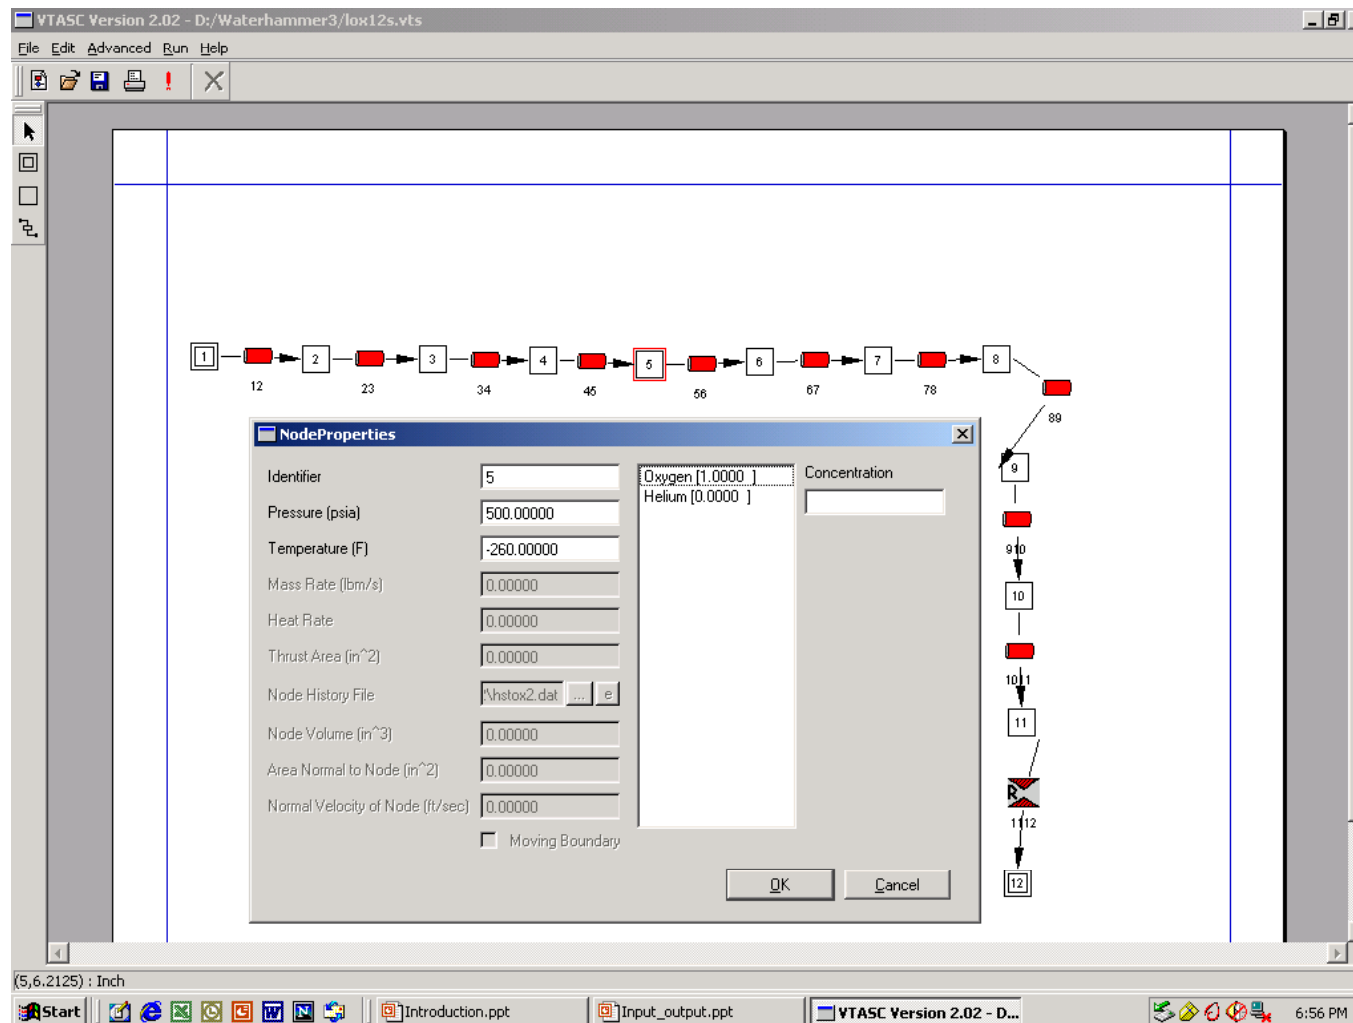 VTASC Version 2.02 - D:/Waterhammer3/lox12s.vts
File Edit Advanced Run Help
1 2 3 4 5 6 7 8
12 23 34 45 56 67 78
89
NodeProperties
9
Identifier 5 Oxygen [1.0000 ] Concentration
Helium [0.0000 ]
Pressure (psia) 500.00000
Temperature (F) -260.00000
910
Mass Rate (lbm/s) 0.00000
10
Heat Rate 0.00000
Thrust Area (in^2) 0.00000
1011
Node History File \hstox2.dat ... e
11
Node Volume (in^3) 0.00000
Area Normal to Node (in^2) 0.00000
R
Normal Velocity of Node (ft/sec) 0.00000
1112
Moving Boundary
OK Cancel
12
(5,6.2125) : Inch
Start Introduction.ppt Input_output.ppt VTASC Version 2.02 - D... 6:56 PM